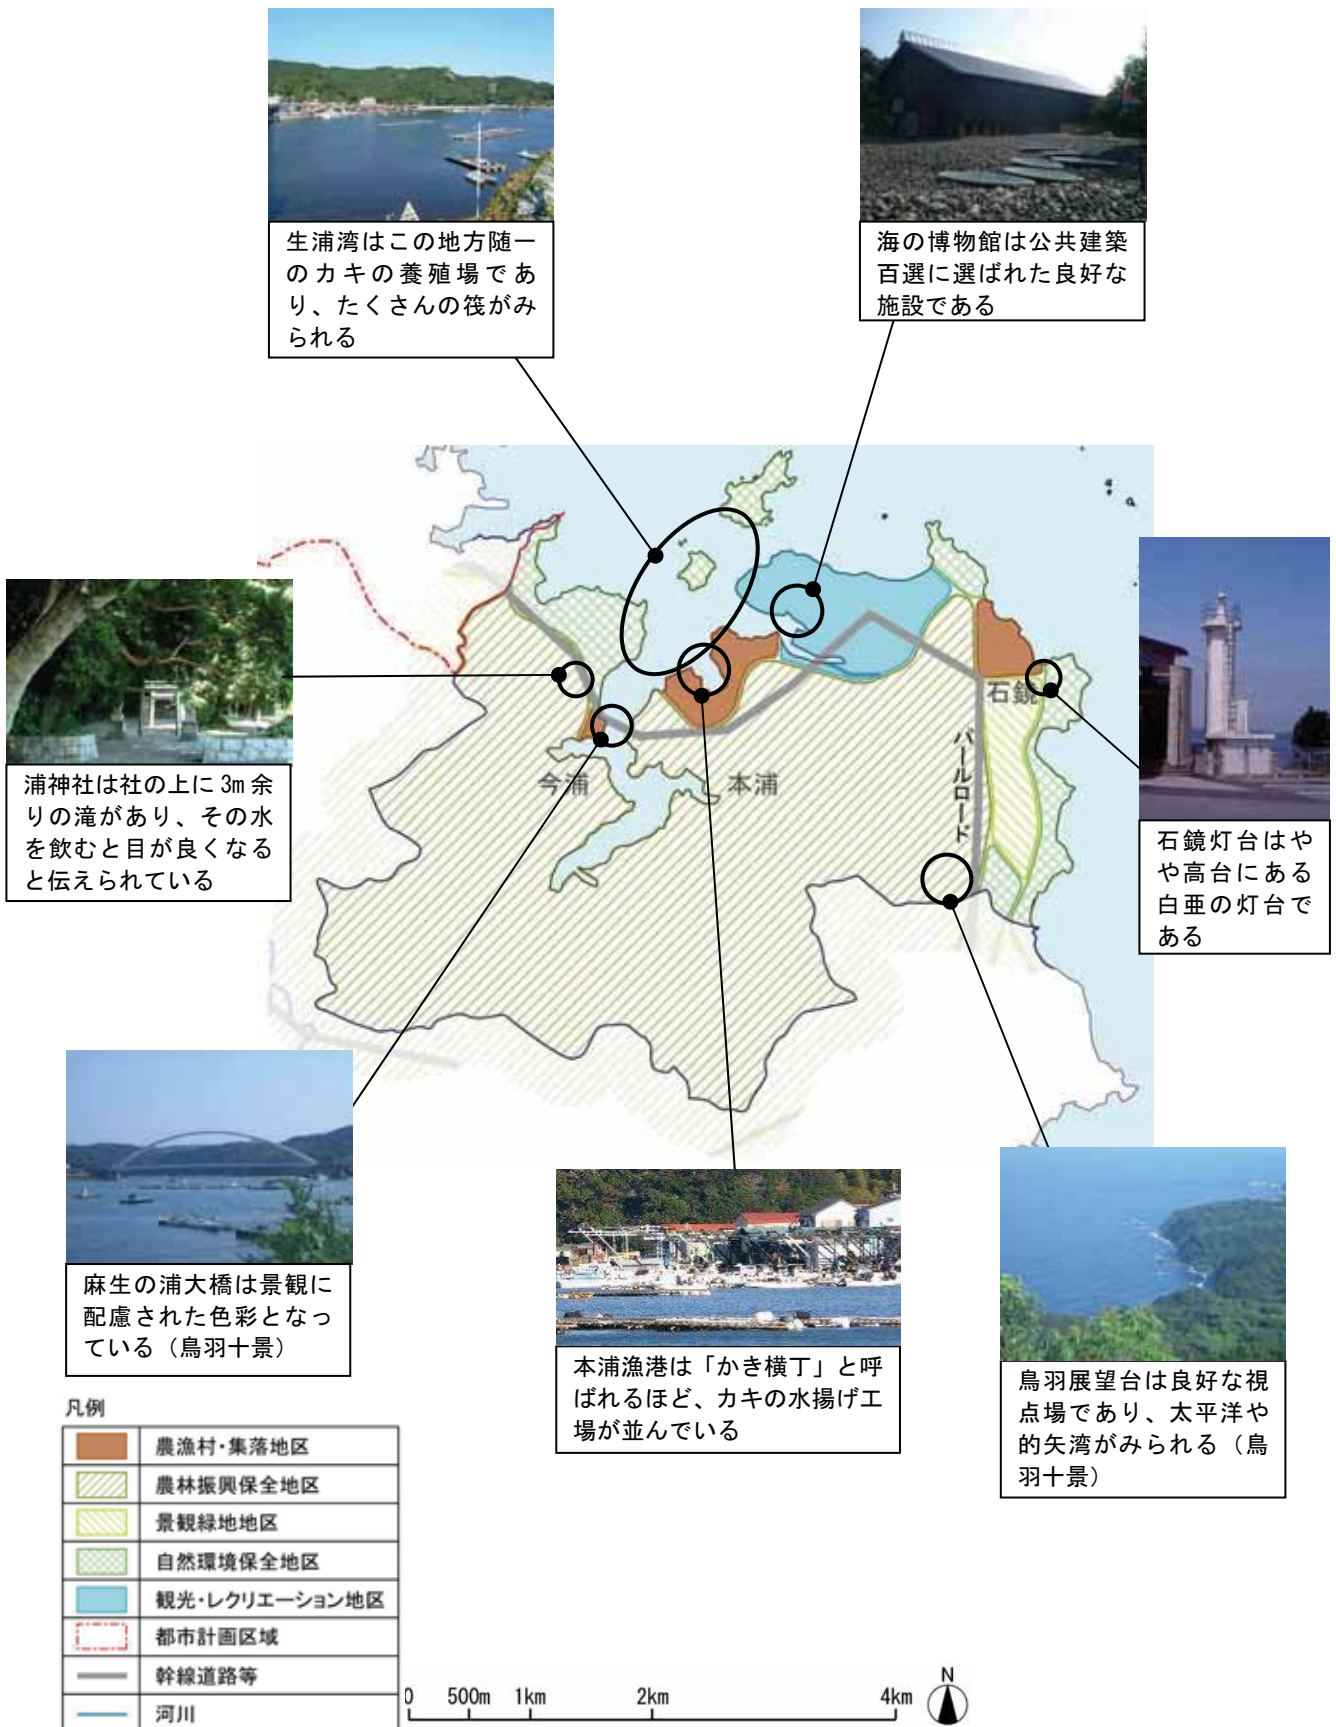 生浦湾はこの地方随一
のカキの養殖場であ
り、たくさんの筏がみ
られる
海の博物館は公共建築
百選に選ばれた良好な
施設である
浦神社は社の上に 3m 余
りの滝があり、その水
を飲むと目が良くなる
と伝えられている
石鏡
パールロード
今浦
本浦
石鏡灯台はや
や高台にある
白亜の灯台で
ある
麻生の浦大橋は景観に
配慮された色彩となっ
ている（鳥羽十景）
本浦漁港は「かき横丁」と呼
ばれるほど、カキの水揚げ工
場が並んでいる
鳥羽展望台は良好な視
点場であり、太平洋や
的矢湾がみられる（鳥
羽十景）
凡例
農漁村・集落地区
農林振興保全地区
景観緑地地区
自然環境保全地区
観光・レクリエーション地区
都市計画区域
幹線道路等
河川
0 500m 1km 2km 4km
N